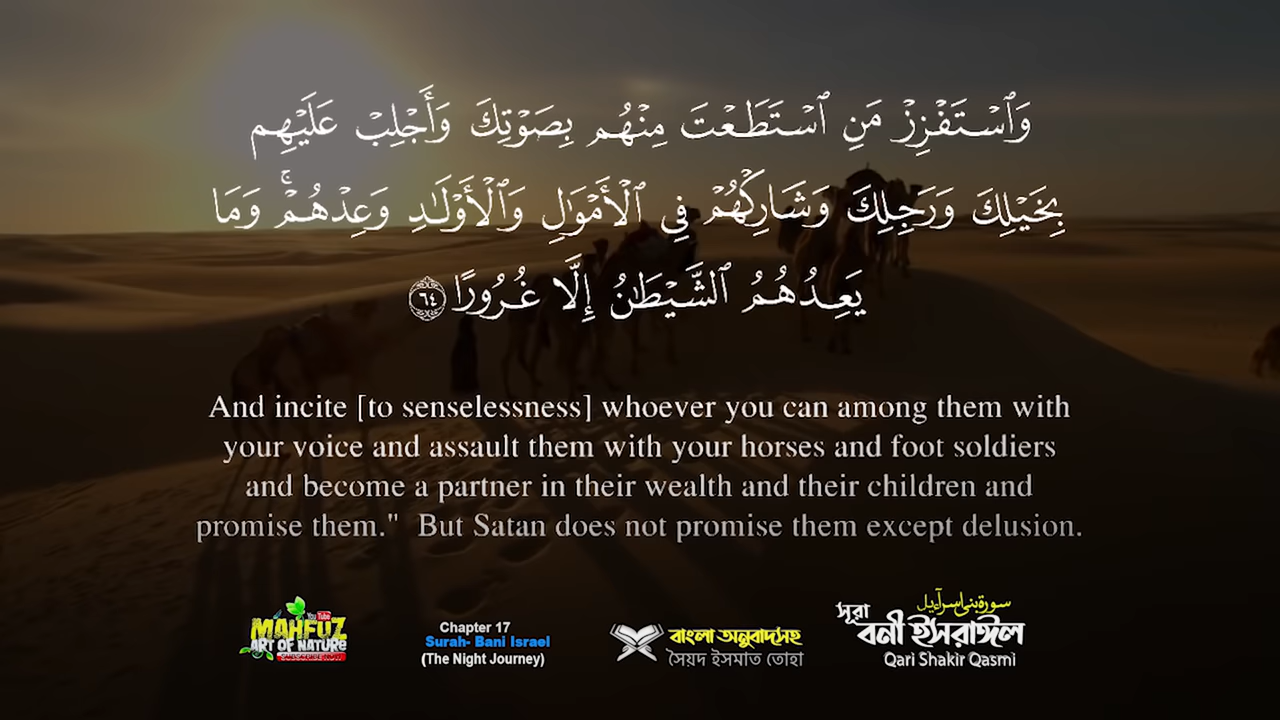 وَٱسْتَفْزِزْ مَنِ ٱسْتَطَعْتَ مِنْهُم بِصَوْتِكَ وَأَجْلِبْ عَلَيْهِم
بِخَيْلِكَ وَرَجِلِكَ وَشَارِكْهُمْ فِي ٱلْأَمْوَٰلِ وَٱلْأَوْلَٰدِ وَعِدْهُمْ ۚ وَمَا
يَعِدُهُمُ ٱلشَّيْطَٰنُ إِلَّا غُرُورًا ٦٤
And incite [to senselessness] whoever you can among them with
your voice and assault them with your horses and foot soldiers
and become a partner in their wealth and their children and
promise them."  But Satan does not promise them except delusion.
You Tube
MAHFUZ
ART OF NATURE
Chapter 17
Surah- Bani Israel
(The Night Journey)
বাংলা অনুবাদসহ
সৈয়দ ইসমাত তোহা
سورة بنی اسرآءیل
সূরা
বনী ইসরাঈল
Qari Shakir Qasmi